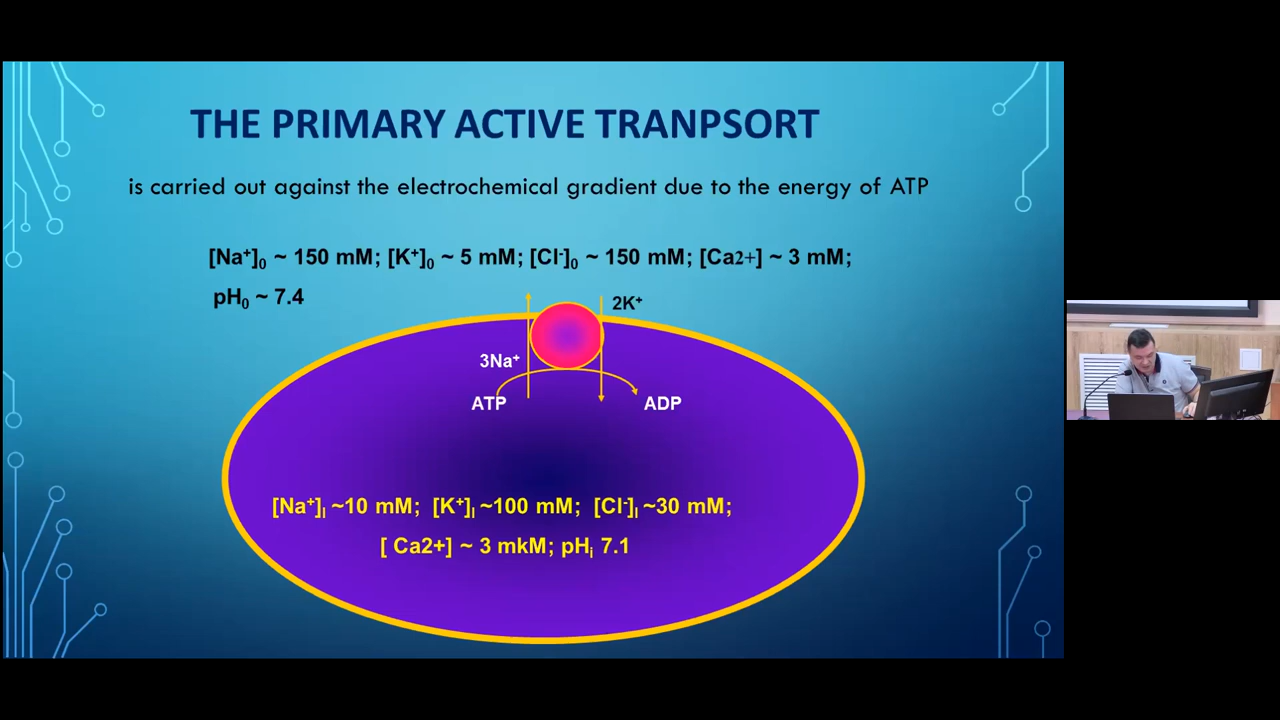 THE PRIMARY ACTIVE TRANPSORT
is carried out against the electrochemical gradient due to the energy of ATP
[Na⁺]₀ ~ 150 mM; [K⁺]₀ ~ 5 mM; [Cl⁻]₀ ~ 150 mM; [Ca2+] ~ 3 mM;
pH₀ ~ 7.4
2K⁺
3Na⁺
ATP
ADP
[Na⁺]ₗ ~10 mM; [K⁺]ₗ ~100 mM; [Cl⁻]ₗ ~30 mM;
[ Ca2+] ~ 3 mkM; pHᵢ 7.1